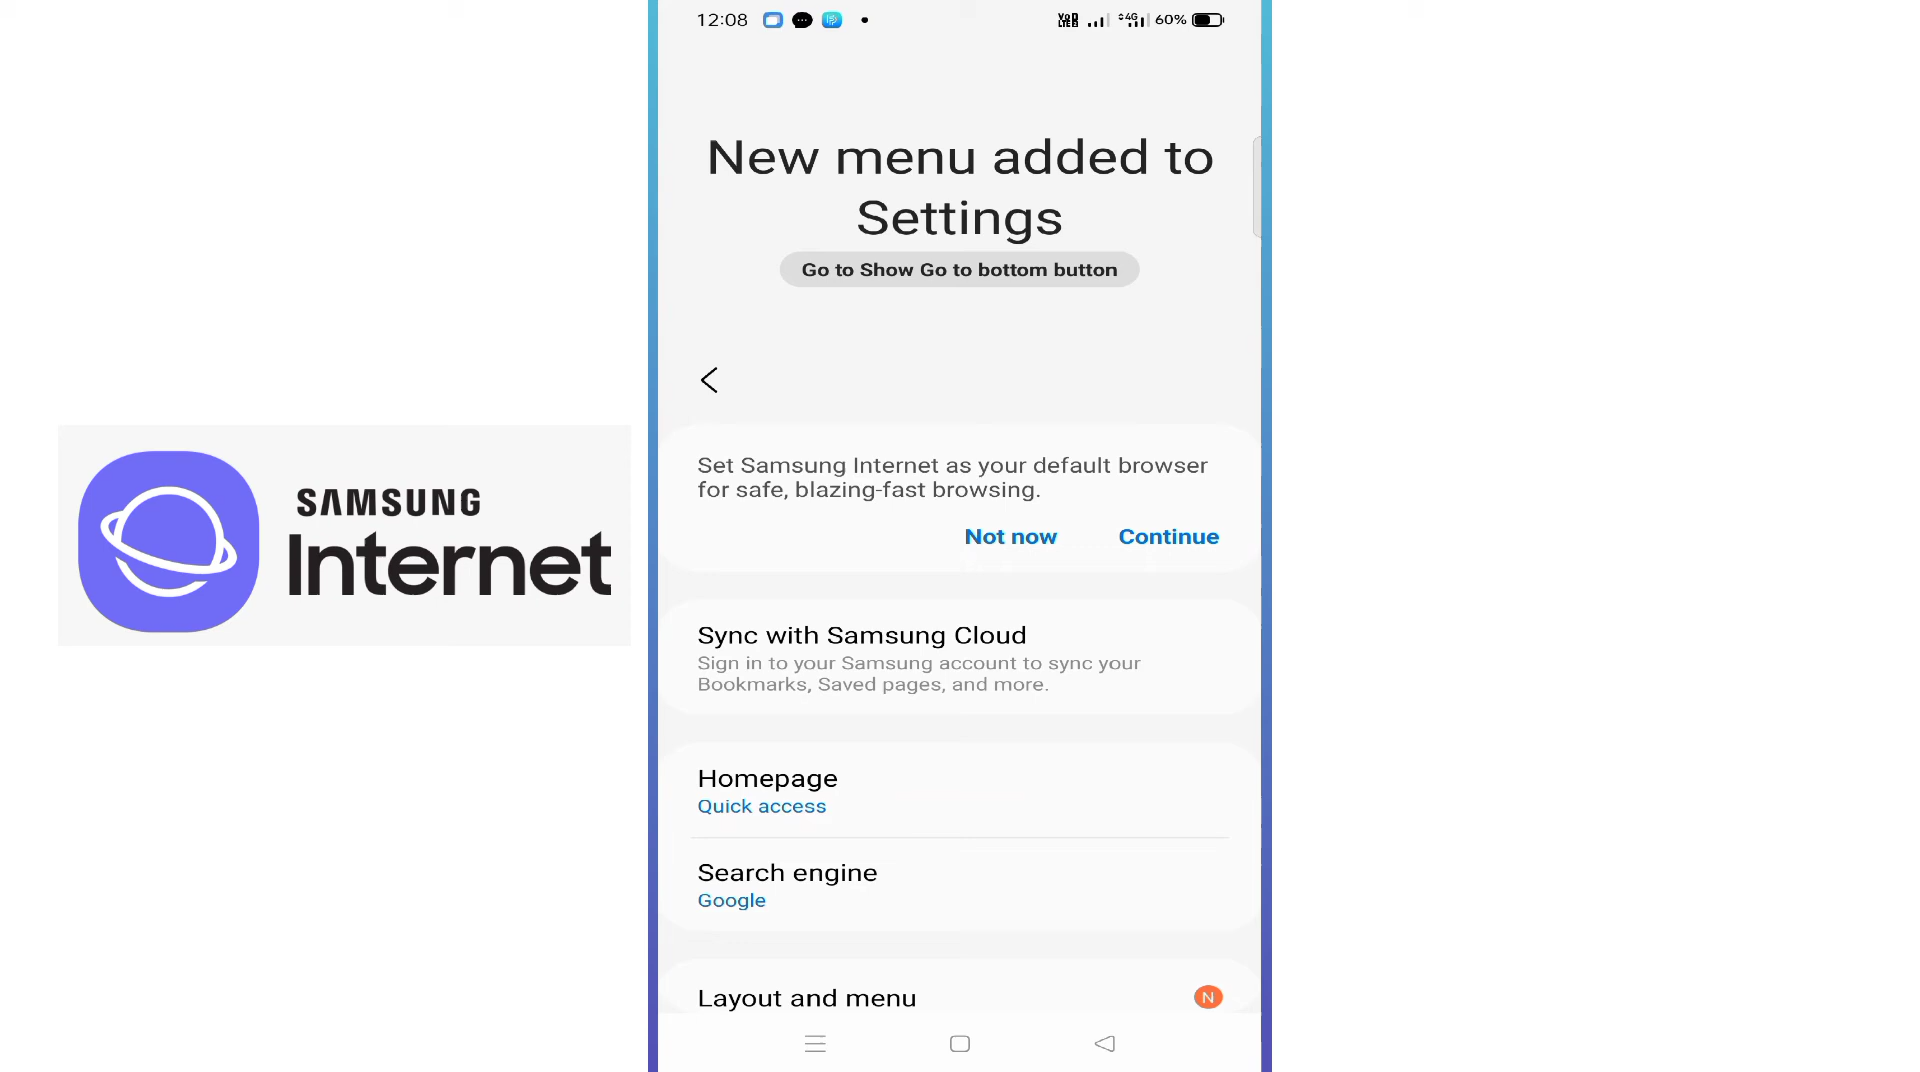 12:08
4G 60%
New menu added to
Settings
Go to Show Go to bottom button
SAMSUNG
Internet
Set Samsung Internet as your default browser
for safe, blazing-fast browsing.
Not now Continue
Sync with Samsung Cloud
Sign in to your Samsung account to sync your
Bookmarks, Saved pages, and more.
Homepage
Quick access
Search engine
Google
Layout and menu N